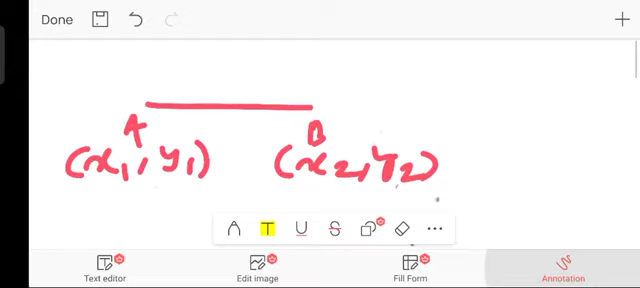 Done
A B
(x₁, y₁) (x₂, y₂)
T U S
Text editor Edit image Fill Form Annotation